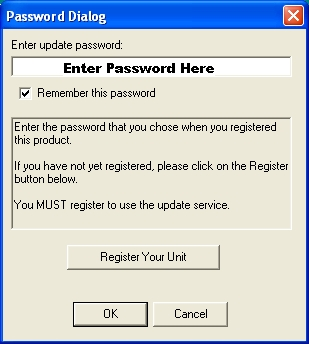 Password Dialog
Enter update password:
Enter Password Here
Remember this password
Enter the password that you chose when you registered
this product.
If you have not yet registered, please click on the Register
button below.
You MUST register to use the update service.
Register Your Unit
OK
Cancel